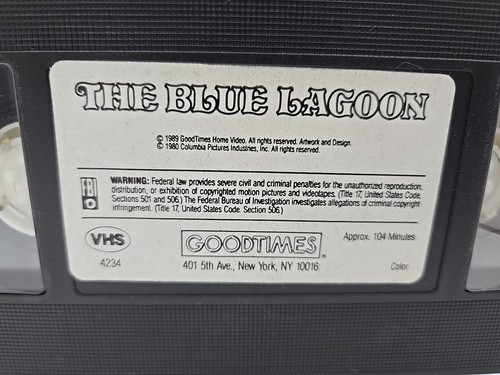 THE BLUE LAGOON
© 1989 GoodTimes Home Video. All rights reserved. Artwork and Design.
© 1980 Columbia Pictures Industries, Inc. All rights reserved.
FBI
WARNING: Federal law provides severe civil and criminal penalties for the unauthorized reproduction,
distribution, or exhibition of copyrighted motion pictures and videotapes. (Title 17, United States Code,
Sections 501 and 506.) The Federal Bureau of Investigation investigates allegations of criminal copyright
infringement. (Title 17, United States Code. Section 506.)
VHS
GOODTIMES®
Approx. 104 Minutes
4234
401 5th Ave., New York, NY 10016
Color